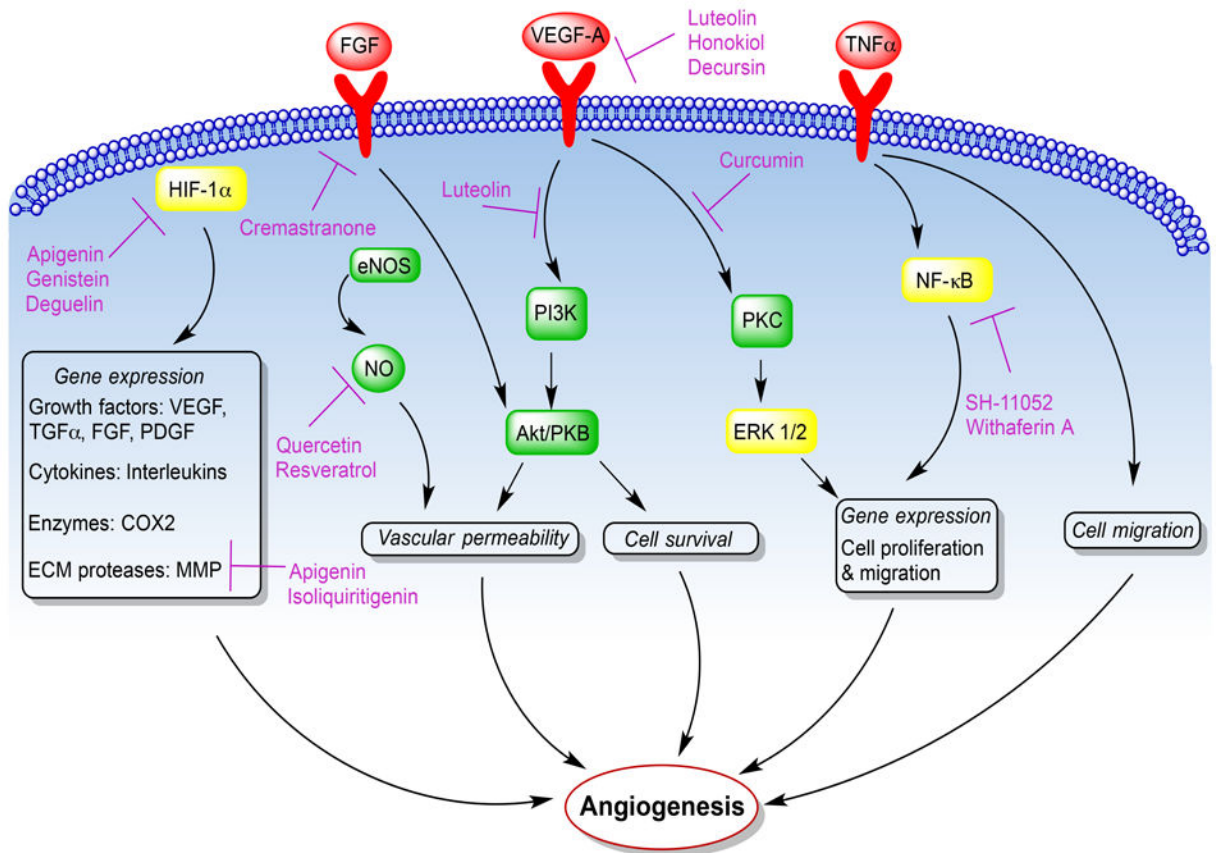 FGF
VEGF-A
Luteolin
Honokiol
Decursin
TNFα
HIF-1α
Apigenin
Genistein
Deguelin
Cremastranone
Luteolin
Curcumin
eNOS
NO
Quercetin
Resveratrol
PI3K
PKC
NF-κB
SH-11052
Withaferin A
Akt/PKB
ERK 1/2
Gene expression
Growth factors: VEGF,
TGFα, FGF, PDGF
Cytokines: Interleukins
Enzymes: COX2
ECM proteases: MMP
Apigenin
Isoliquiritigenin
Vascular permeability
Cell survival
Gene expression
Cell proliferation
& migration
Cell migration
Angiogenesis